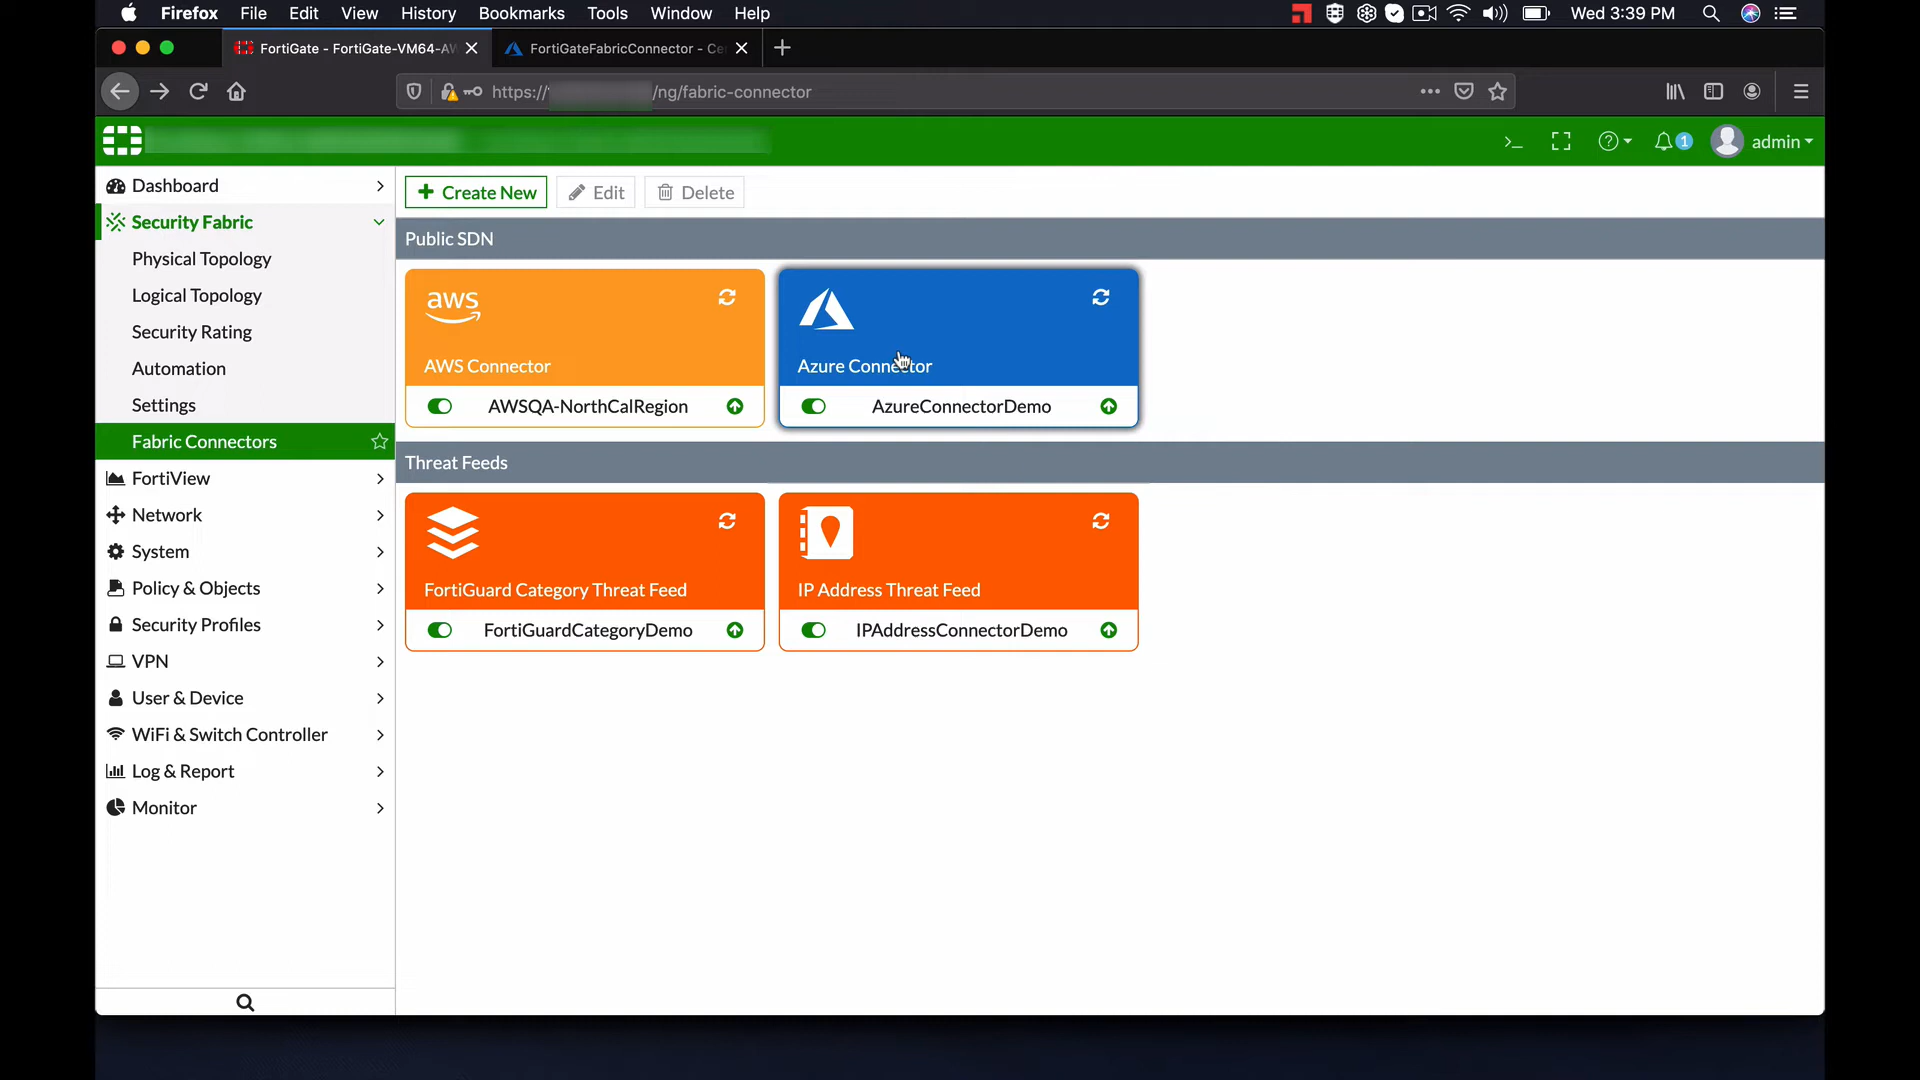 Firefox File Edit View History Bookmarks Tools Window Help Wed 3:39 PM
FortiGate - FortiGate-VM64-AW FortiGateFabricConnector - Ce
https:// /ng/fabric-connector
>_ 1 admin
Dashboard
Security Fabric
Physical Topology
Logical Topology
Security Rating
Automation
Settings
Fabric Connectors
FortiView
Network
System
Policy & Objects
Security Profiles
VPN
User & Device
WiFi & Switch Controller
Log & Report
Monitor
+ Create New Edit Delete
Public SDN
aws
AWS Connector
AWSQA-NorthCalRegion
Azure Connector
AzureConnectorDemo
Threat Feeds
FortiGuard Category Threat Feed
FortiGuardCategoryDemo
IP Address Threat Feed
IPAddressConnectorDemo